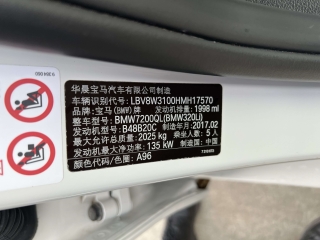 华晨宝马汽车有限公司制造
车辆识别代号: LBV8W3100HMH17570
品牌: 宝马(BMW)牌 发动机排量: 1998 ml
整车型号: BMW7200QL(BMW320Li)
发动机型号: B48B20C 制造年月: 2017.02
最大允许总质量: 2025 kg 乘坐人数: 5人
发动机最大净功率: 135 kW 制造国: 中国
颜色代码/色圈: A96